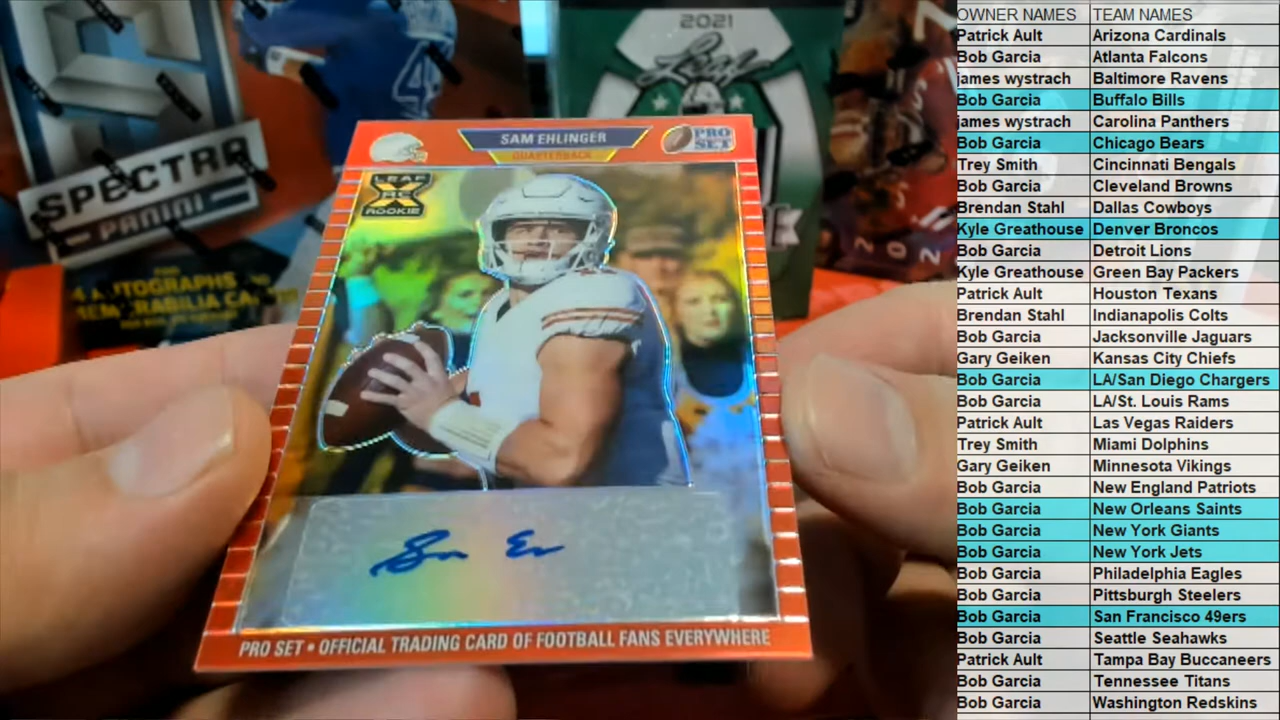 SPECTRA
PANINI
4 AUTOGRAPHS
2021
Leaf
SAM EHLINGER
QUARTERBACK
PRO
SET
LEAF
RC
ROOKIE
PRO SET • OFFICIAL TRADING CARD OF FOOTBALL FANS EVERYWHERE
OWNER NAMES TEAM NAMES
Patrick Ault Arizona Cardinals
Bob Garcia Atlanta Falcons
james wystrach Baltimore Ravens
Bob Garcia Buffalo Bills
james wystrach Carolina Panthers
Bob Garcia Chicago Bears
Trey Smith Cincinnati Bengals
Bob Garcia Cleveland Browns
Brendan Stahl Dallas Cowboys
Kyle Greathouse Denver Broncos
Bob Garcia Detroit Lions
Kyle Greathouse Green Bay Packers
Patrick Ault Houston Texans
Brendan Stahl Indianapolis Colts
Bob Garcia Jacksonville Jaguars
Gary Geiken Kansas City Chiefs
Bob Garcia LA/San Diego Chargers
Bob Garcia LA/St. Louis Rams
Patrick Ault Las Vegas Raiders
Trey Smith Miami Dolphins
Gary Geiken Minnesota Vikings
Bob Garcia New England Patriots
Bob Garcia New Orleans Saints
Bob Garcia New York Giants
Bob Garcia New York Jets
Bob Garcia Philadelphia Eagles
Bob Garcia Pittsburgh Steelers
Bob Garcia San Francisco 49ers
Bob Garcia Seattle Seahawks
Patrick Ault Tampa Bay Buccaneers
Bob Garcia Tennessee Titans
Bob Garcia Washington Redskins